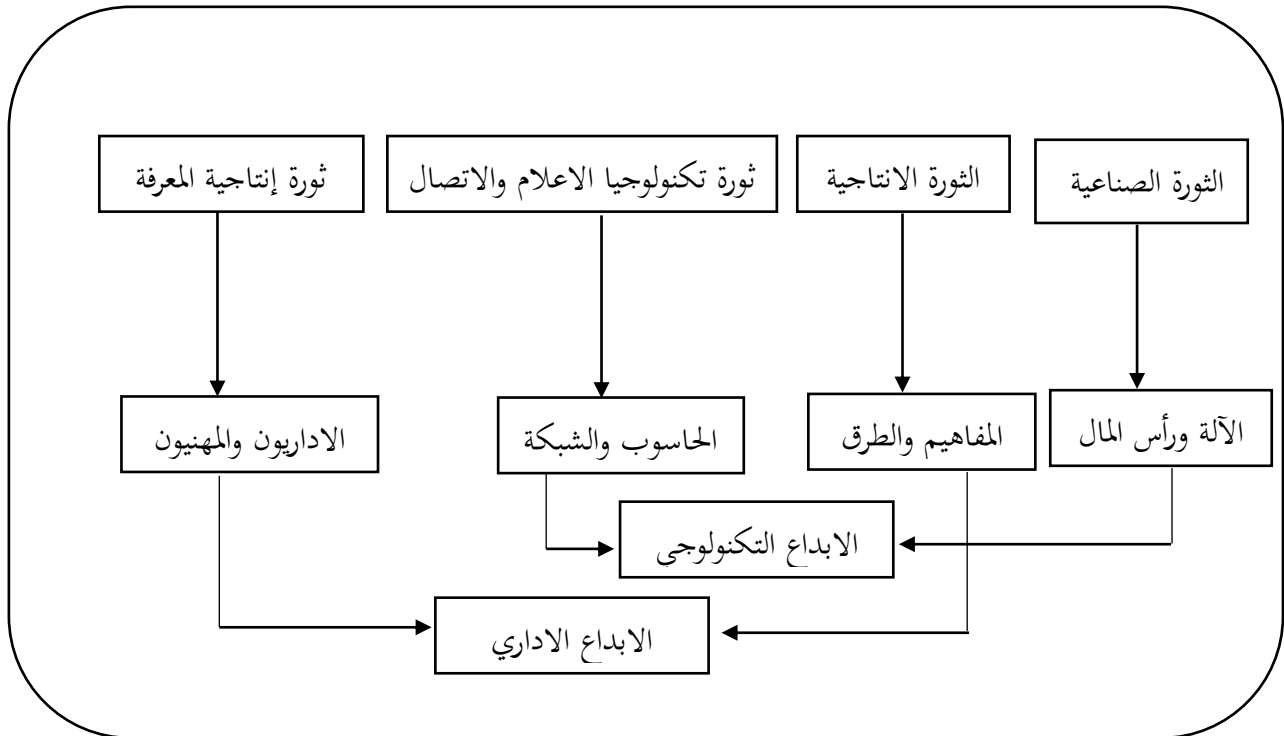 الثورة الصناعية
الثورة الانتاجية
ثورة تكنولوجيا الاعلام والاتصال
ثورة إنتاجية المعرفة
الآلة ورأس المال
المفاهيم والطرق
الحاسوب والشبكة
الاداريون والمهنيون
الابداع التكنولوجي
الابداع الاداري